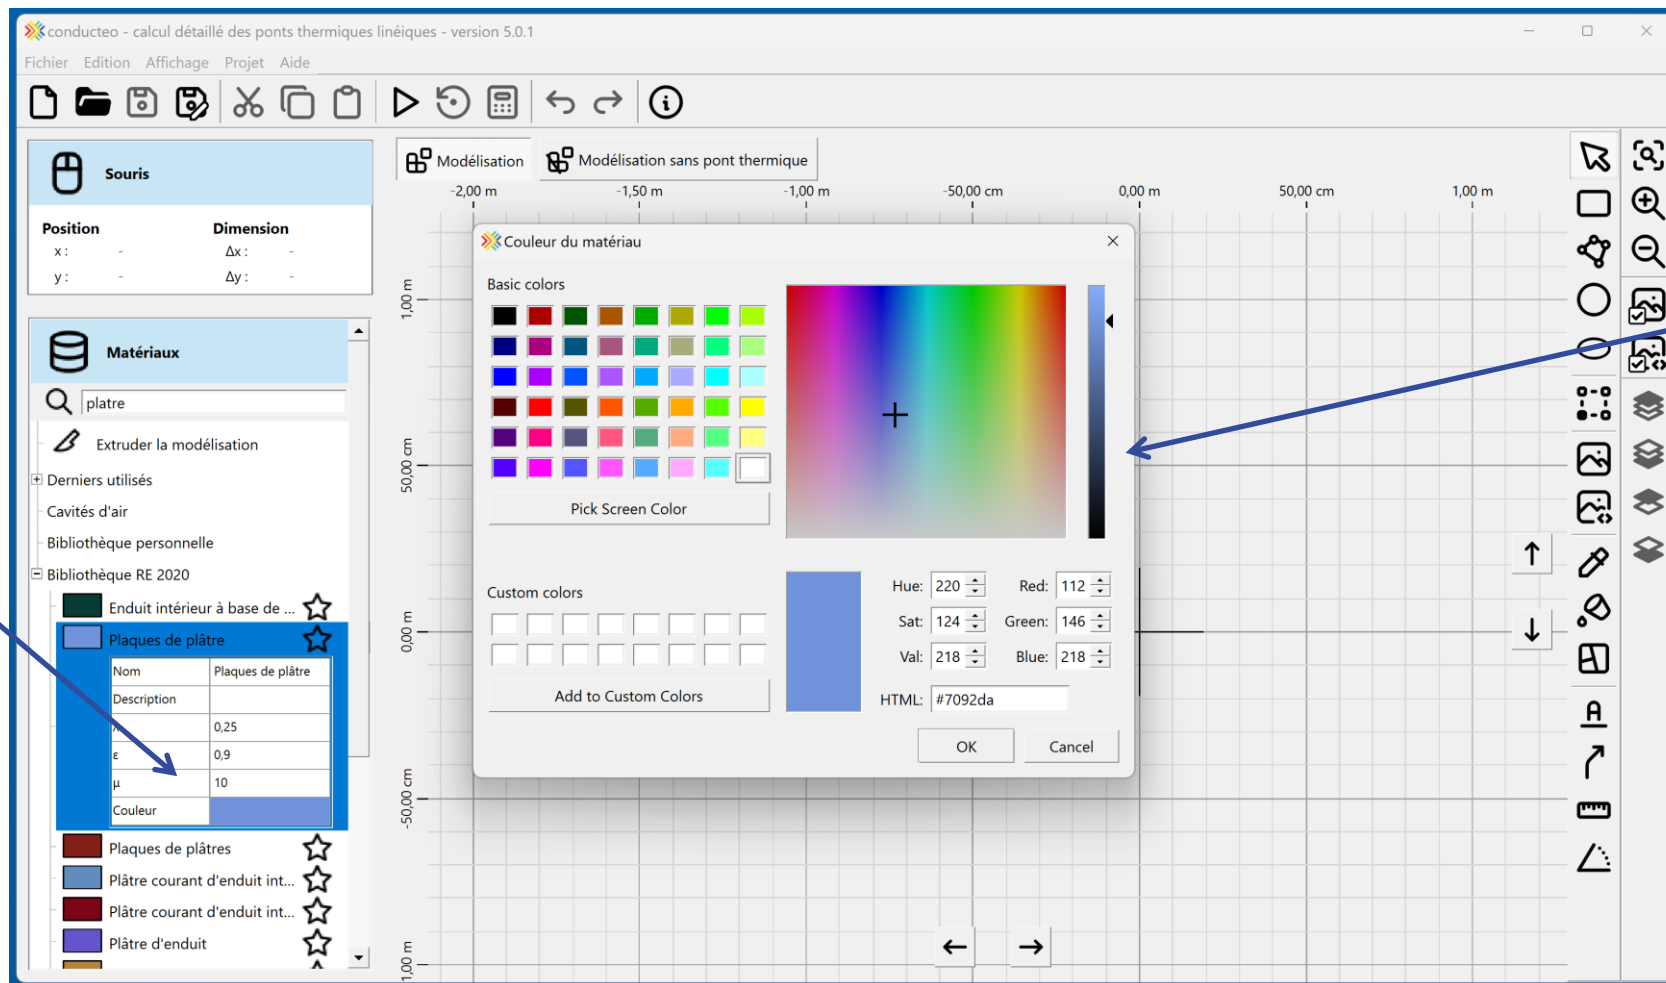 conducteo - calcul détaillé des ponts thermiques linéiques - version 5.0.1
Fichier Edition Affichage Projet Aide
Souris
Position Dimension
x : - Δx : -
y : - Δy : -
Matériaux
platre
Extruder la modélisation
Derniers utilisés
Cavités d'air
Bibliothèque personnelle
Bibliothèque RE 2020
Enduit intérieur à base de ...
Plaques de plâtre
Nom Plaques de plâtre
Description
0,25
ε 0,9
μ 10
Couleur
Plaques de plâtres
Plâtre courant d'enduit int...
Plâtre courant d'enduit int...
Plâtre d'enduit
Modélisation Modélisation sans pont thermique
-2,00 m -1,50 m -1,00 m -50,00 cm 0,00 m 50,00 cm 1,00 m
1,00 m
50,00 cm
0,00 m
-50,00 cm
1,00 m
Couleur du matériau
Basic colors
Pick Screen Color
Custom colors
Add to Custom Colors
Hue: 220 Red: 112
Sat: 124 Green: 146
Val: 218 Blue: 218
HTML: #7092da
OK Cancel
A